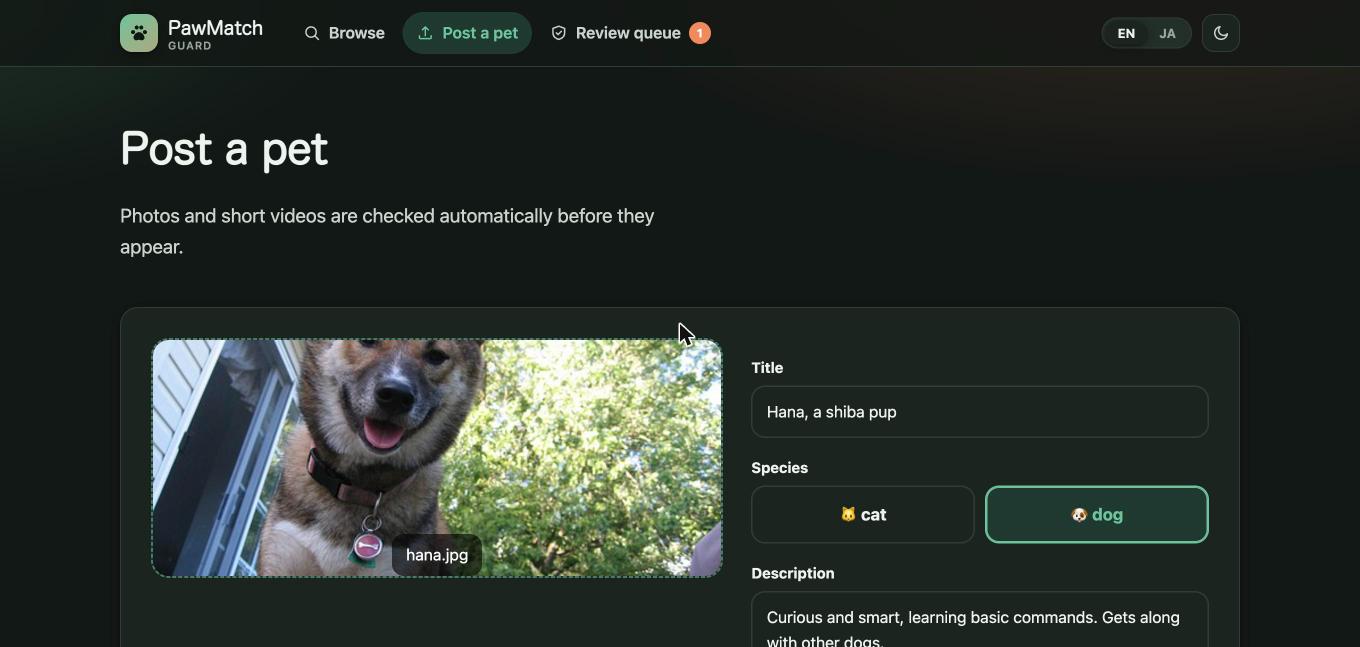 PawMatch
GUARD
Browse
Post a pet
Review queue 1
EN JA
Post a pet
Photos and short videos are checked automatically before they
appear.
hana.jpg
Title
Hana, a shiba pup
Species
🐱 cat
🐶 dog
Description
Curious and smart, learning basic commands. Gets along
with other dogs.